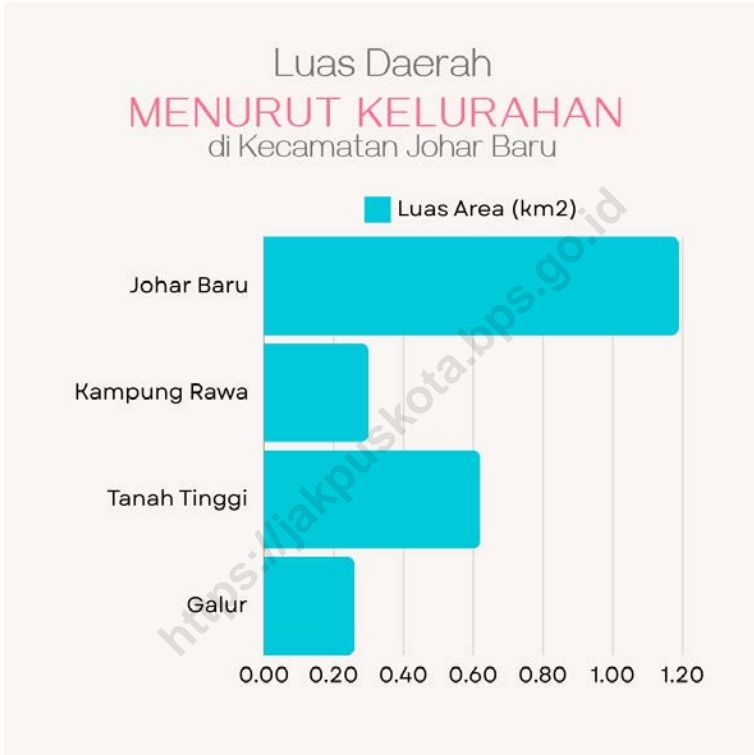 Luas Daerah
MENURUT KELURAHAN
di Kecamatan Johar Baru
Luas Area (km2)
Johar Baru
Kampung Rawa
Tanah Tinggi
Galur
0.00 0.20 0.40 0.60 0.80 1.00 1.20
https://jakpuskota.bps.go.id